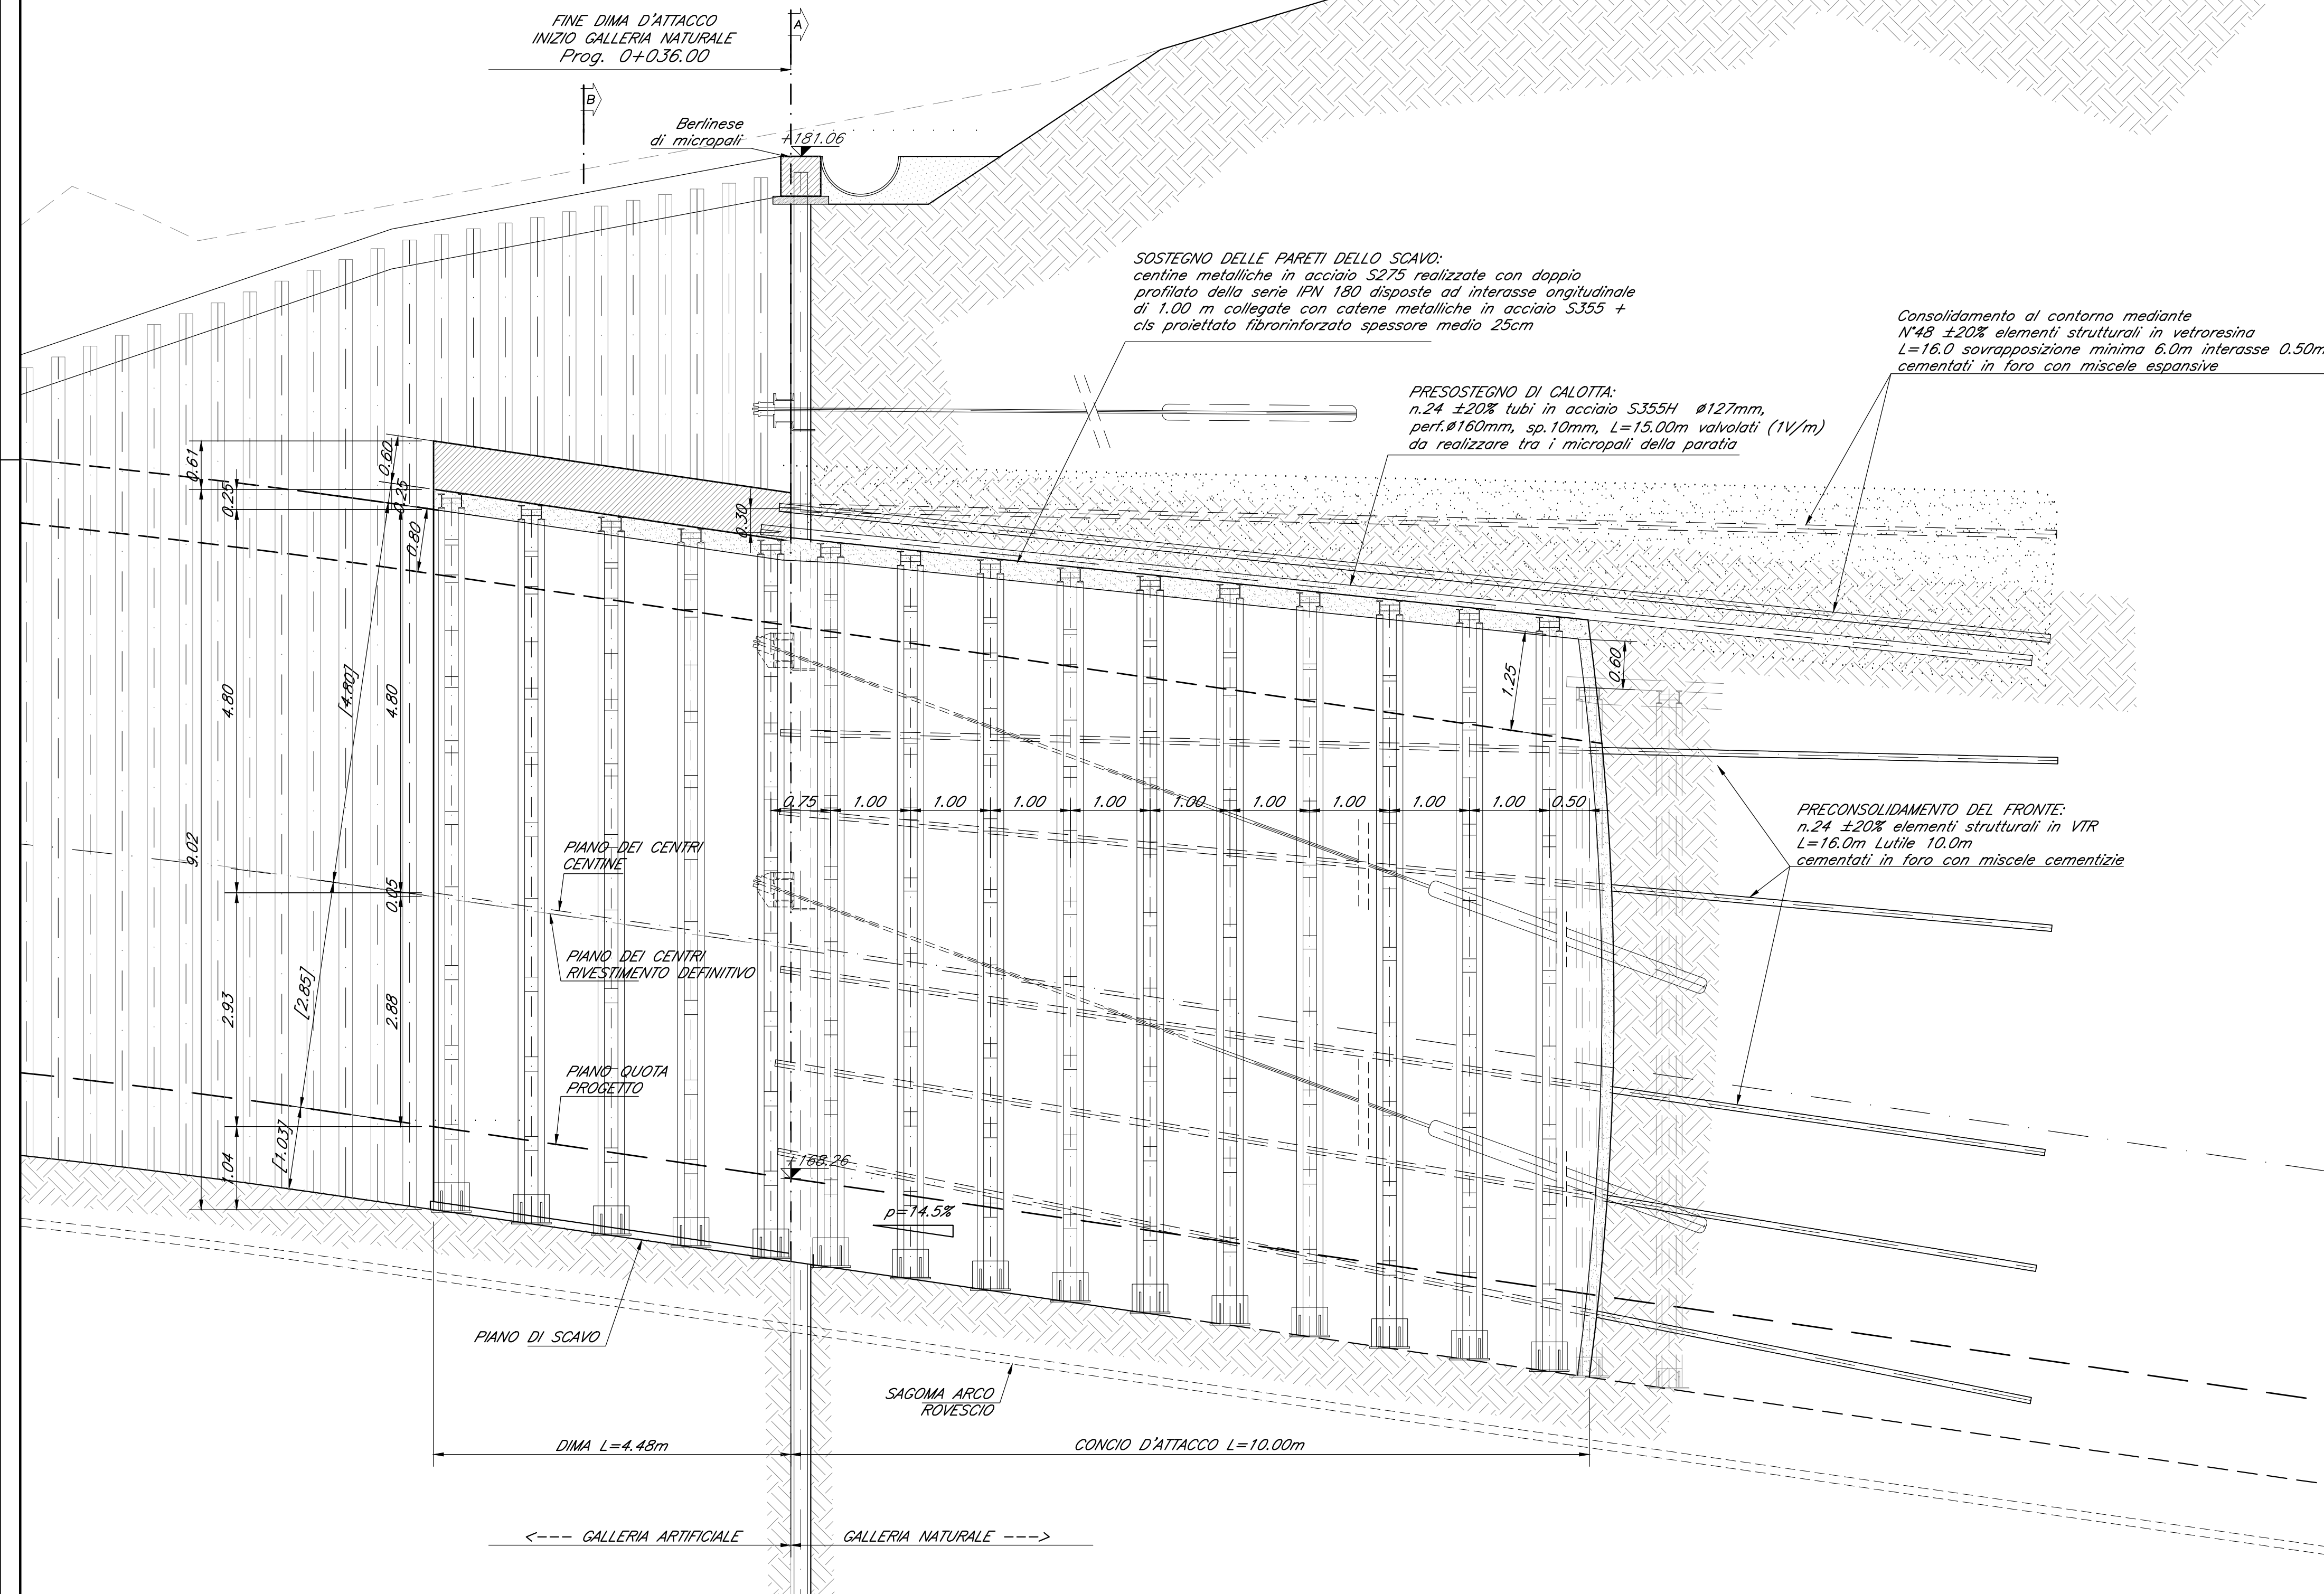 FINE DIMA D'ATTACCO
INIZIO GALLERIA NATURALE
Prog. 0+036.00
A
B
Berlinese
di micropali
+181.06
SOSTEGNO DELLE PARETI DELLO SCAVO:
centine metalliche in acciaio S275 realizzate con doppio
profilato della serie IPN 180 disposte ad interasse ongitudinale
di 1.00 m collegate con catene metalliche in acciaio S355 +
cls proiettato fibrorinforzato spessore medio 25cm
Consolidamento al contorno mediante
N°48 ±20% elementi strutturali in vetroresina
L=16.0 sovrapposizione minima 6.0m interasse 0.50m
cementati in foro con miscele espansive
PRESOSTEGNO DI CALOTTA:
n.24 ±20% tubi in acciaio S355H ø127mm,
perf.ø160mm, sp.10mm, L=15.00m valvolati (1V/m)
da realizzare tra i micropali della paratia
0.61
0.25
0.60
0.25
0.80
0.30
4.80
[4.80]
4.80
1.25
0.60
0.75
1.00
1.00
1.00
1.00
1.00
1.00
1.00
1.00
1.00
0.50
PRECONSOLIDAMENTO DEL FRONTE:
n.24 ±20% elementi strutturali in VTR
L=16.0m Lutile 10.0m
cementati in foro con miscele cementizie
9.02
PIANO DEI CENTRI
CENTINE
0.05
PIANO DEI CENTRI
RIVESTIMENTO DEFINITIVO
2.93
[2.85]
2.88
PIANO QUOTA
PROGETTO
1.04
[1.03]
+168.26
p=14.5%
PIANO DI SCAVO
SAGOMA ARCO
ROVESCIO
DIMA L=4.48m
CONCIO D'ATTACCO L=10.00m
<--- GALLERIA ARTIFICIALE
GALLERIA NATURALE --->